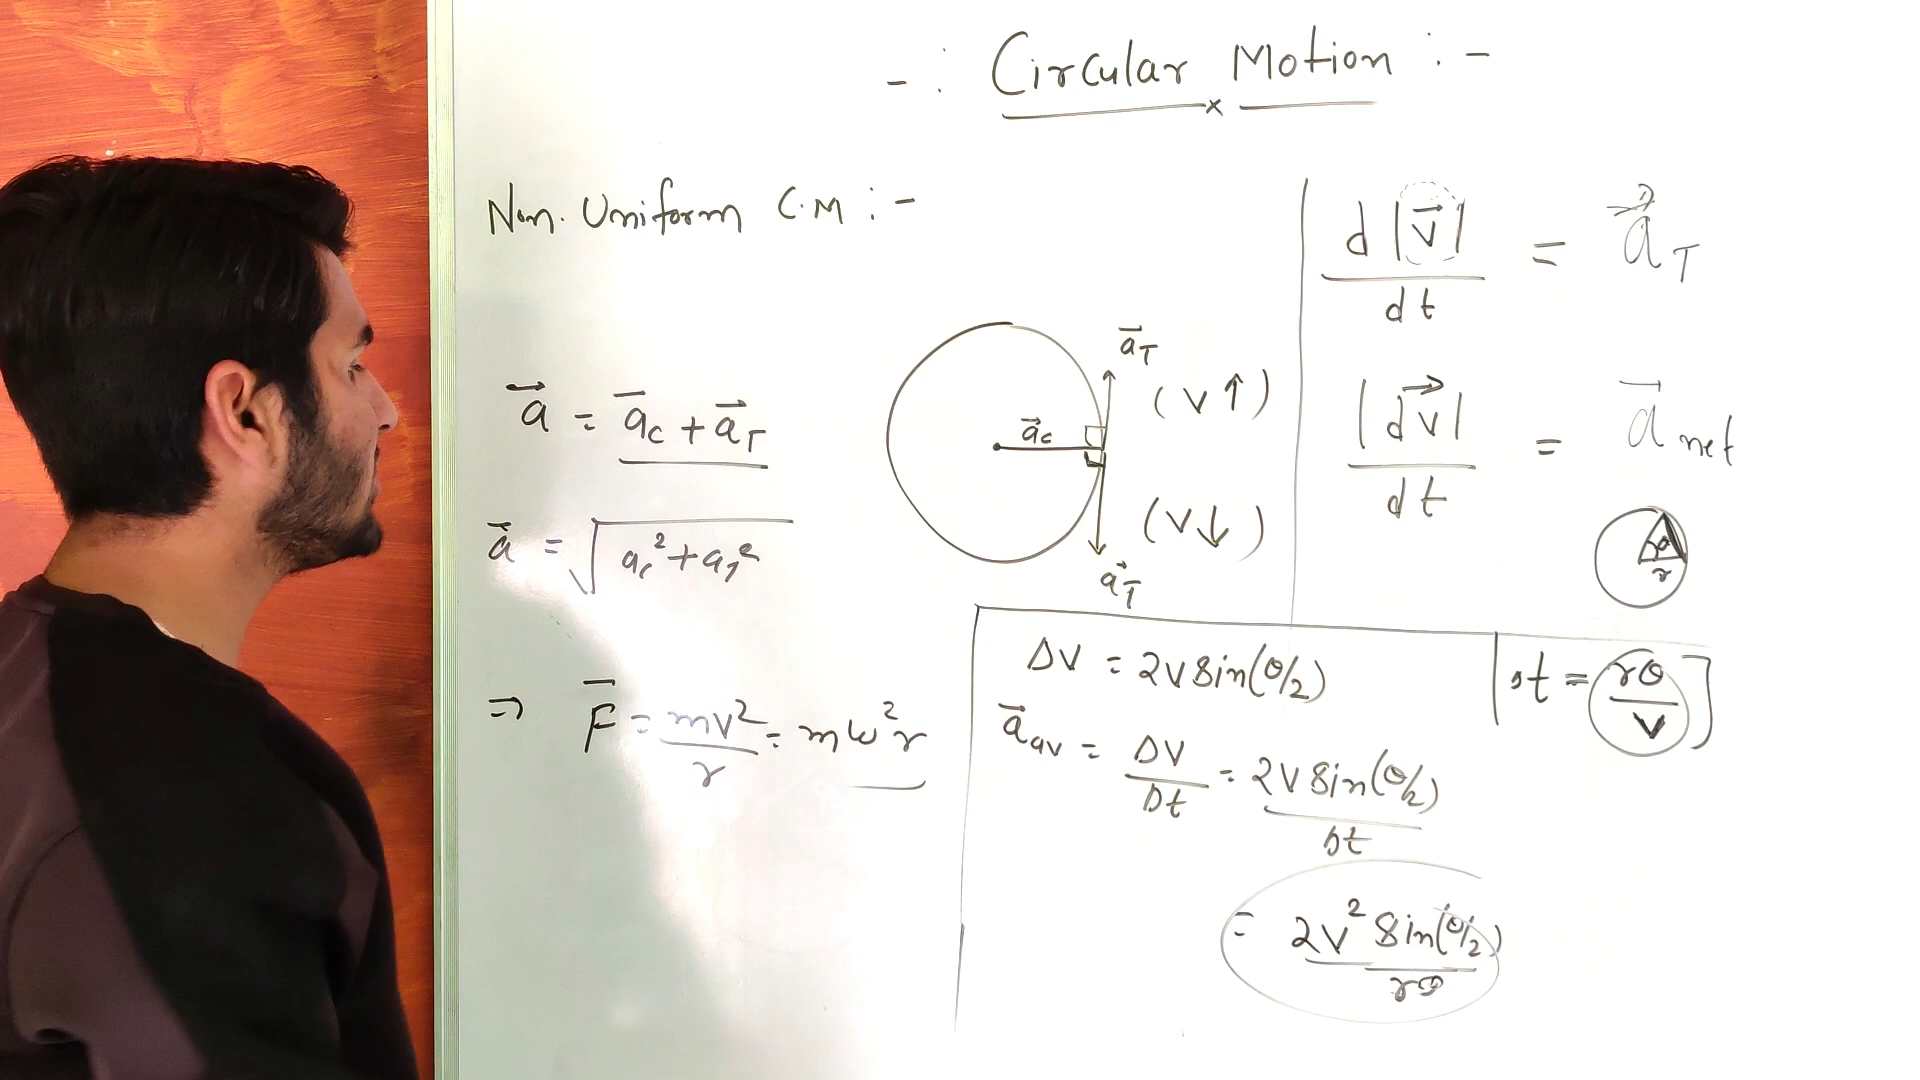 -: Circular Motion :-
Non. Uniform C.M :-
a⃗ = a⃗c + a⃗T
a⃗ = √(ac² + aT²)
⇒ F⃗ = mv²/r = mω²r
a⃗T
(v↑)
a⃗c
(v↓)
a⃗T
d|v⃗|/dt = a⃗T
|dv⃗|/dt = a⃗net
θ
r
Δv = 2v sin(θ/2)
Δt = rθ/v
a⃗av = Δv/Δt = 2v sin(θ/2)/Δt
= 2v² sin(θ/2)/rθ